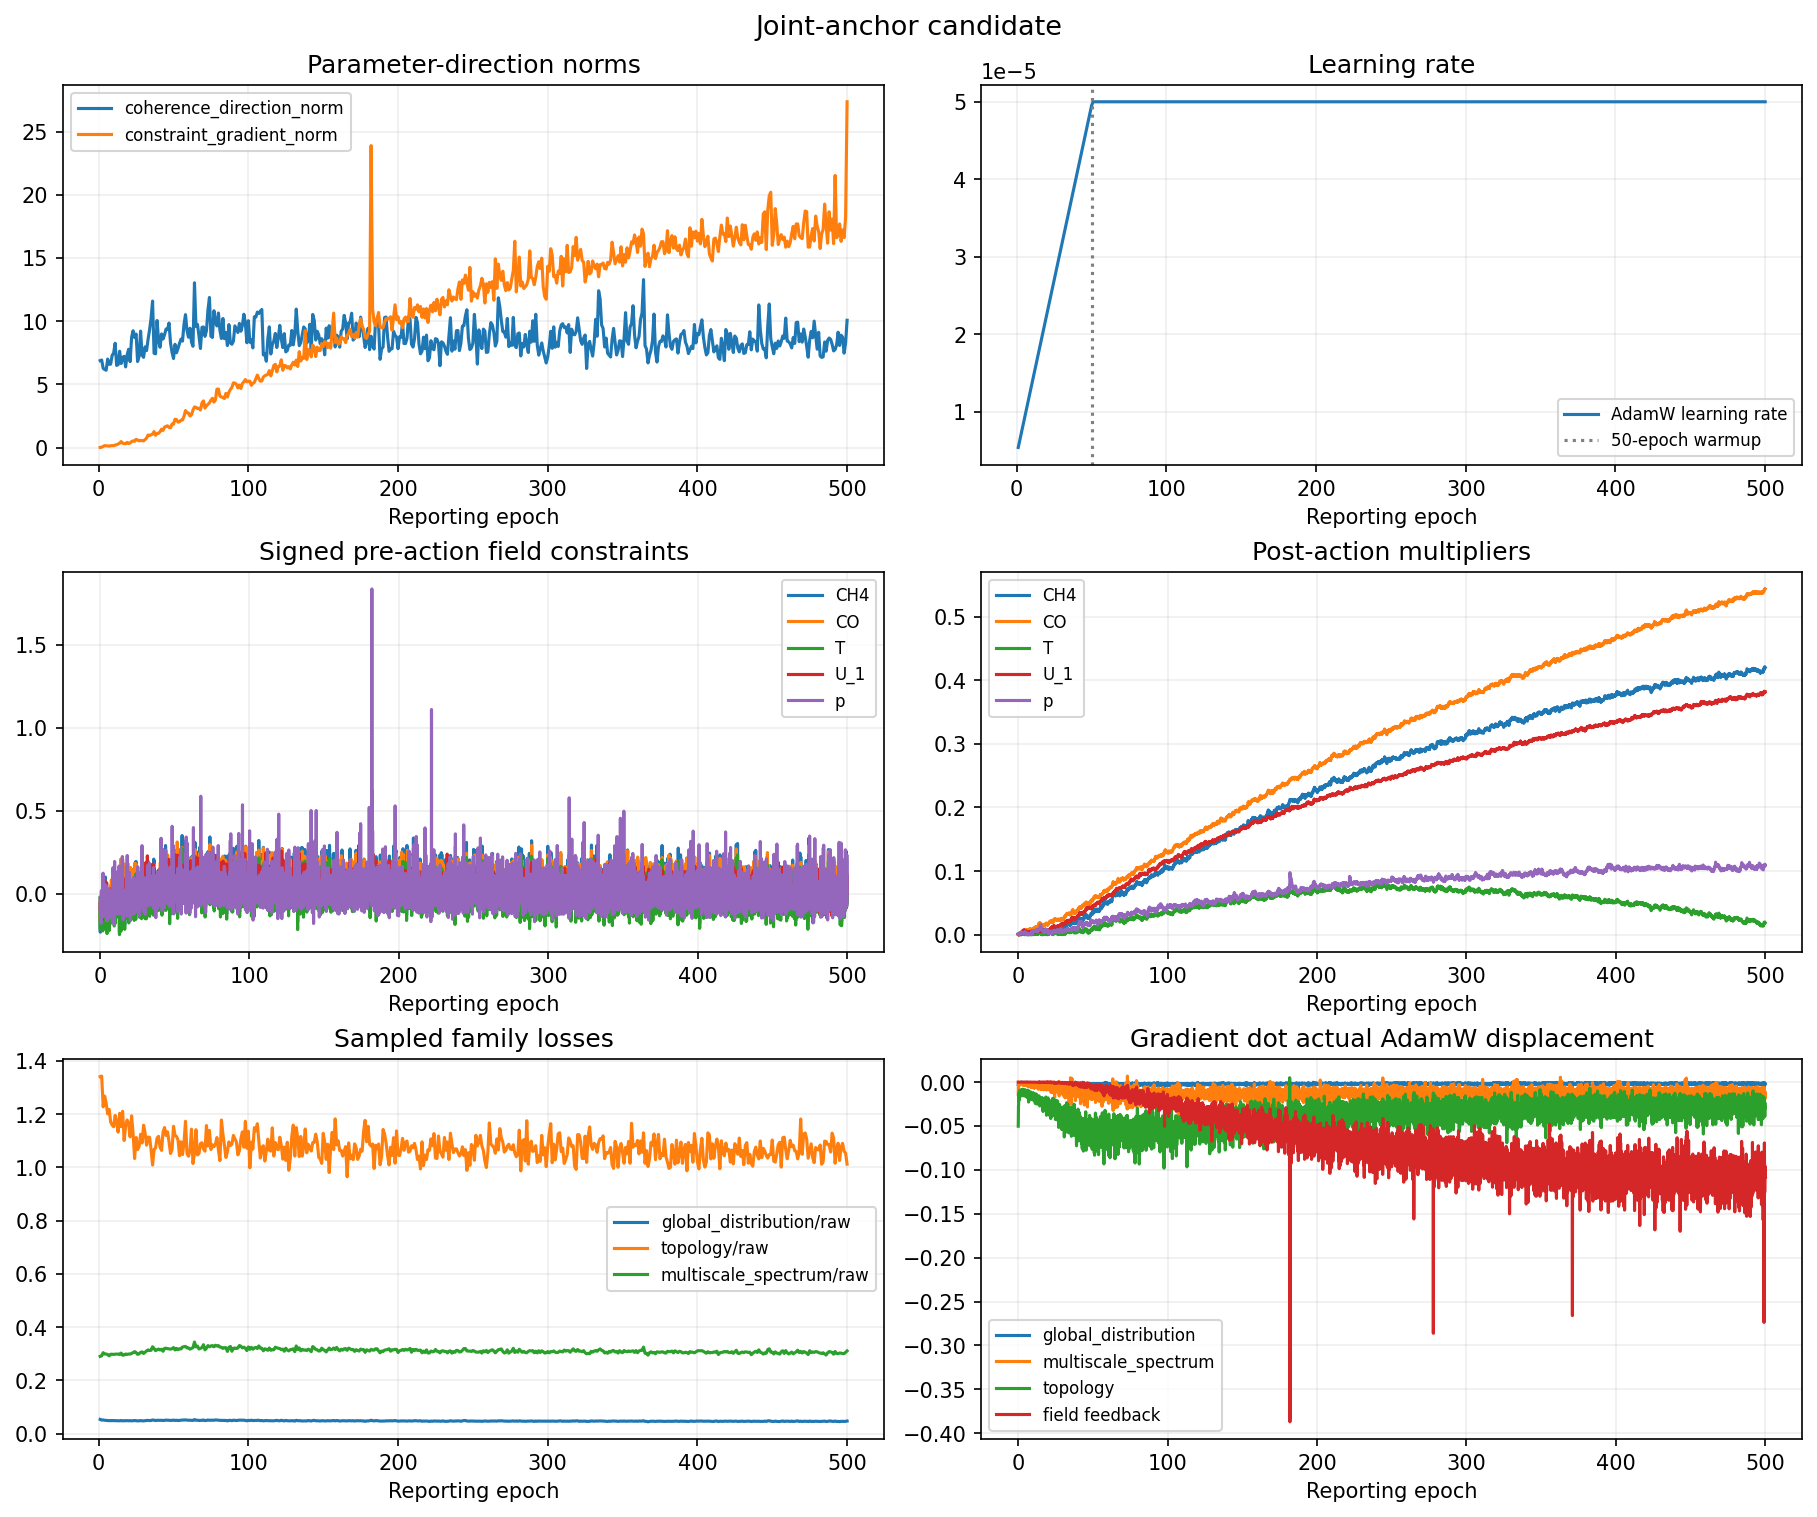 Joint-anchor candidate
Parameter-direction norms
coherence_direction_norm
constraint_gradient_norm
25
20
15
10
5
0
0 100 200 300 400 500
Reporting epoch
Learning rate
1e−5
5
4
3
2
1
AdamW learning rate
50-epoch warmup
0 100 200 300 400 500
Reporting epoch
Signed pre-action field constraints
CH4
CO
T
U_1
p
1.5
1.0
0.5
0.0
0 100 200 300 400 500
Reporting epoch
Post-action multipliers
CH4
CO
T
U_1
p
0.5
0.4
0.3
0.2
0.1
0.0
0 100 200 300 400 500
Reporting epoch
Sampled family losses
1.4
1.2
1.0
0.8
0.6
0.4
0.2
0.0
global_distribution/raw
topology/raw
multiscale_spectrum/raw
0 100 200 300 400 500
Reporting epoch
Gradient dot actual AdamW displacement
0.00
−0.05
−0.10
−0.15
−0.20
−0.25
−0.30
−0.35
−0.40
global_distribution
multiscale_spectrum
topology
field feedback
0 100 200 300 400 500
Reporting epoch